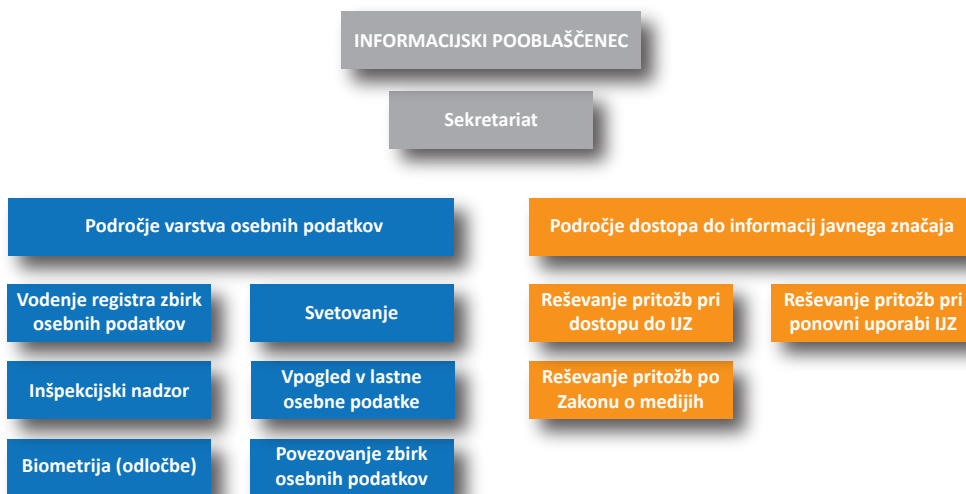 INFORMACIJSKI POOBLAŠČENEC
Sekretariat
Področje varstva osebnih podatkov
Področje dostopa do informacij javnega značaja
Vodenje registra zbirk
osebnih podatkov
Svetovanje
Reševanje pritožb pri
dostopu do IJZ
Reševanje pritožb pri
ponovni uporabi IJZ
Inšpekcijski nadzor
Vpogled v lastne
osebne podatke
Reševanje pritožb po
Zakonu o medijih
Biometrija (odločbe)
Povezovanje zbirk
osebnih podatkov